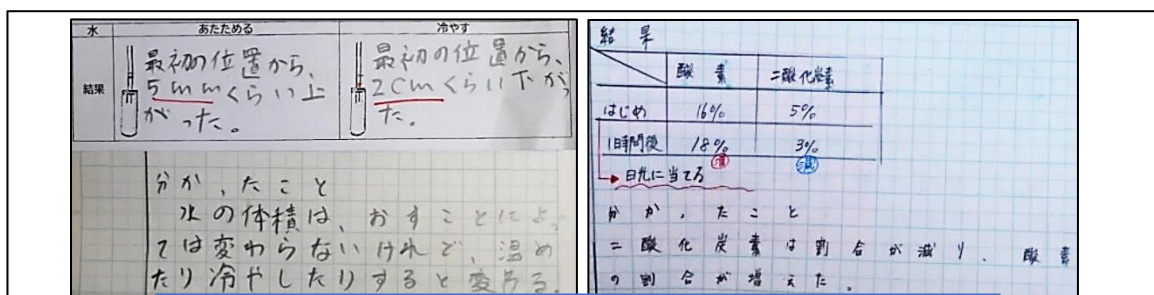 水 あたためる 冷やす
結果
最初の位置から、
5mmくらい上
がった。
最初の位置から、
2cmくらい下がっ
た。
分かったこと
水の体積は、おすことによっ
ては変わらないけれど、温め
たり冷やしたりすると変わる。
結果
酸素 二酸化炭素
はじめ 16% 5%
1時間後 18% 3%
増 減
日光に当てる
分かったこと
二酸化炭素は割合が減り、酸素
の割合が増えた。